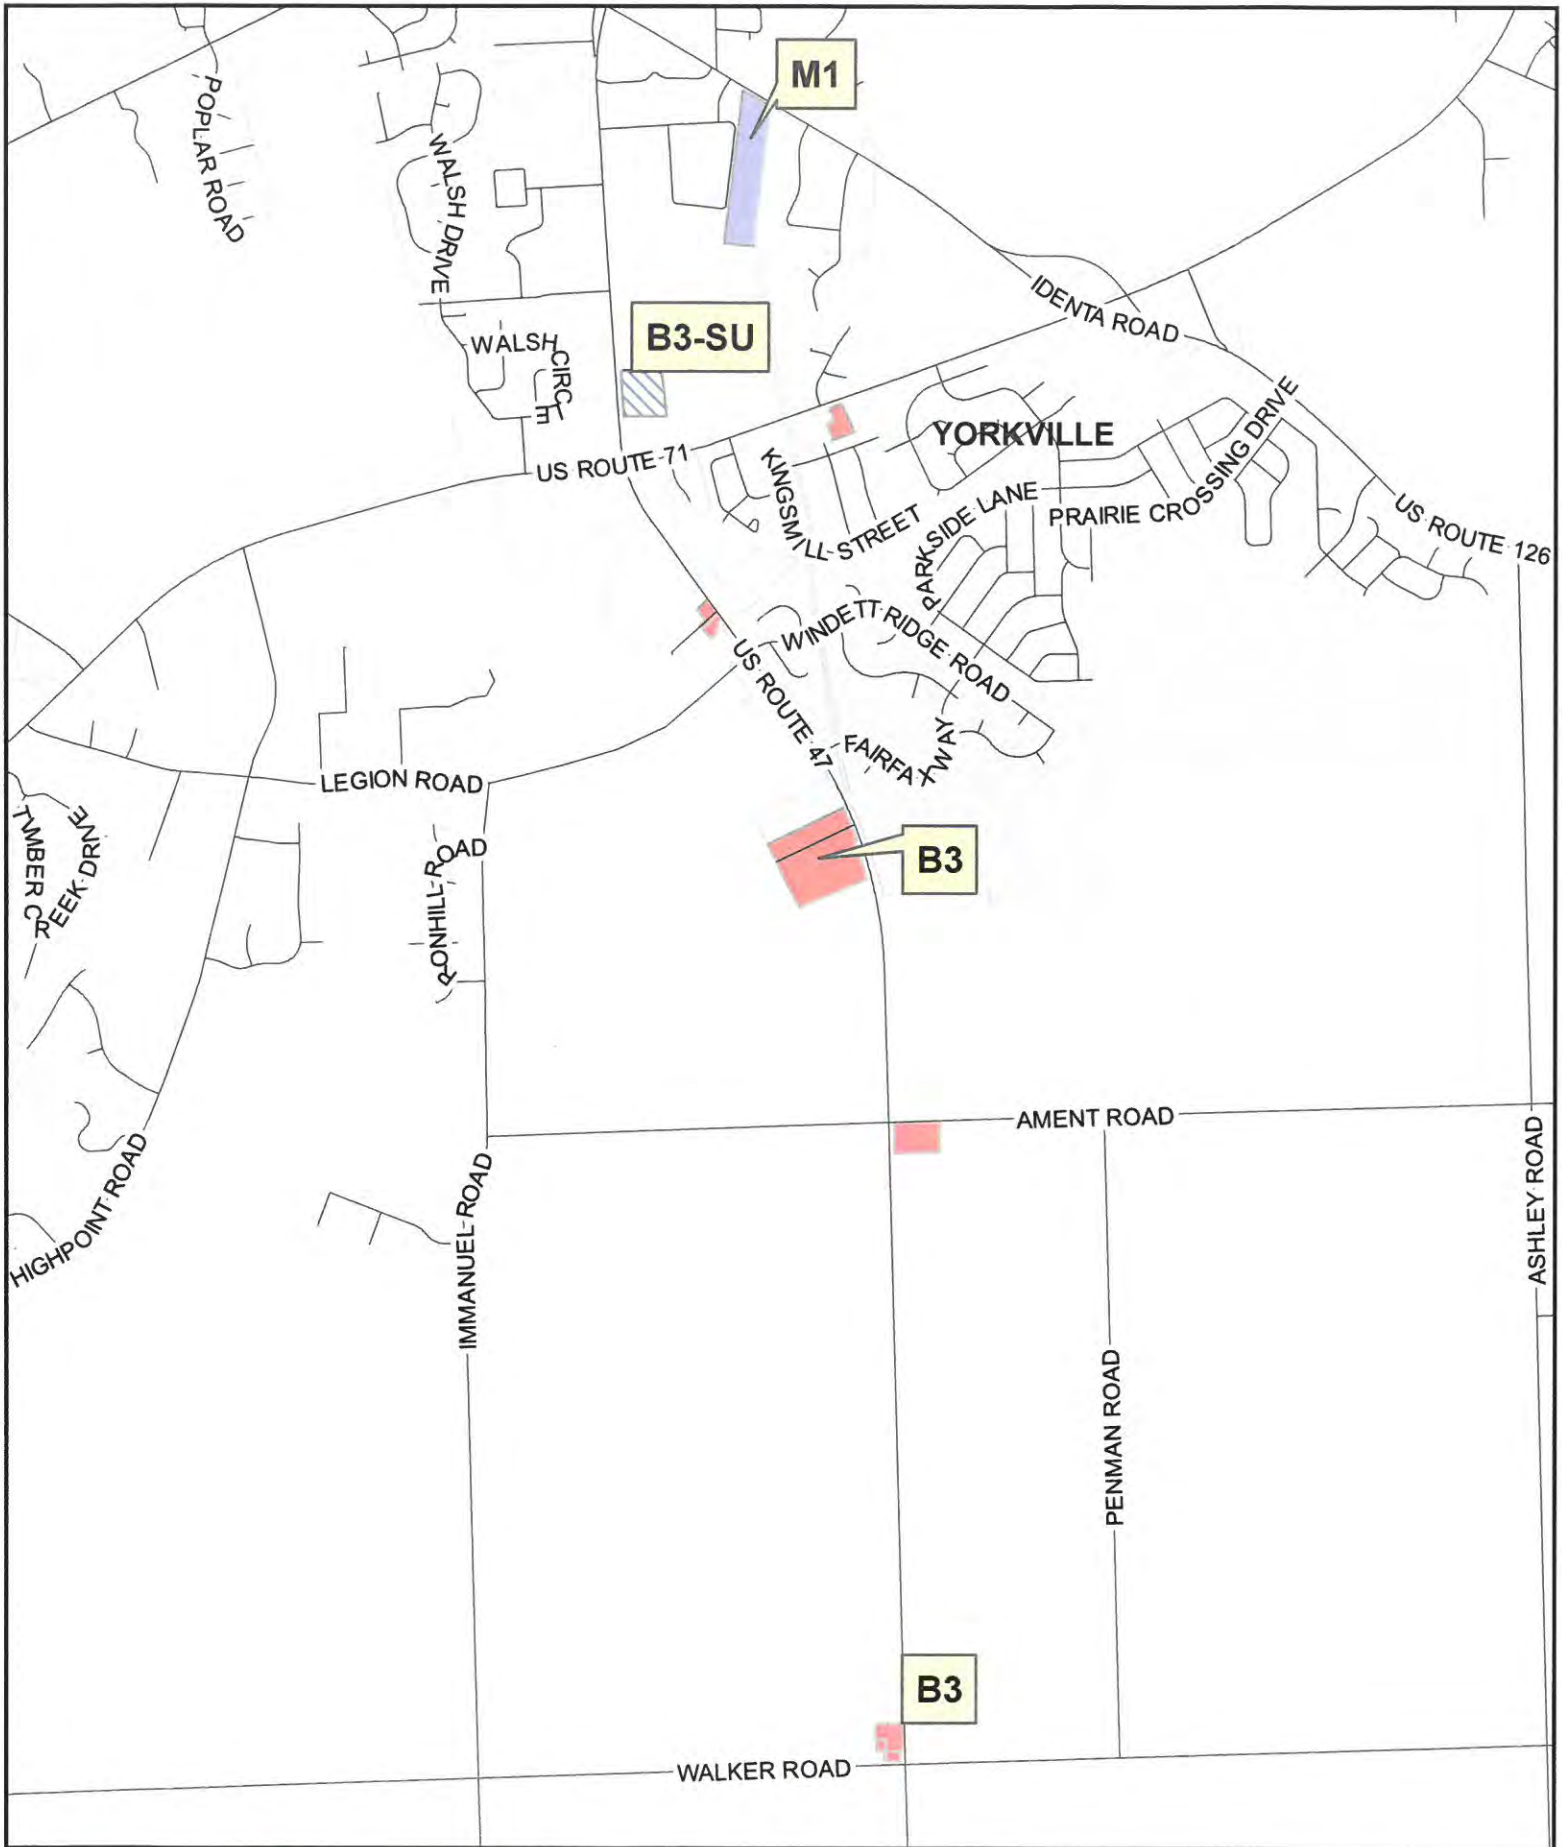 M1
POPLAR ROAD
WALSH DRIVE
IDENTA ROAD
B3-SU
WALSH CIRCLE
YORKVILLE
US ROUTE 71
KINGSMILL STREET
PARKSIDE LANE
PRAIRIE CROSSING DRIVE
US ROUTE 126
WINDETT RIDGE ROAD
US ROUTE 47
FAIRFAX WAY
LEGION ROAD
TIMBER CREEK DRIVE
RONHILL ROAD
B3
AMENT ROAD
HIGHPOINT ROAD
IMMANUEL ROAD
ASHLEY ROAD
PENMAN ROAD
B3
WALKER ROAD